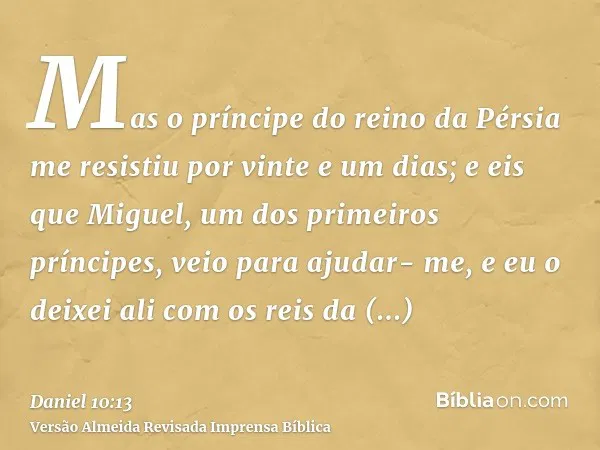 Mas o príncipe do reino da Pérsia
me resistiu por vinte e um dias; e eis
que Miguel, um dos primeiros
príncipes, veio para ajudar- me, e eu o
deixei ali com os reis da (...)
Daniel 10:13
Versão Almeida Revisada Imprensa Bíblica
Bíbliaon.com